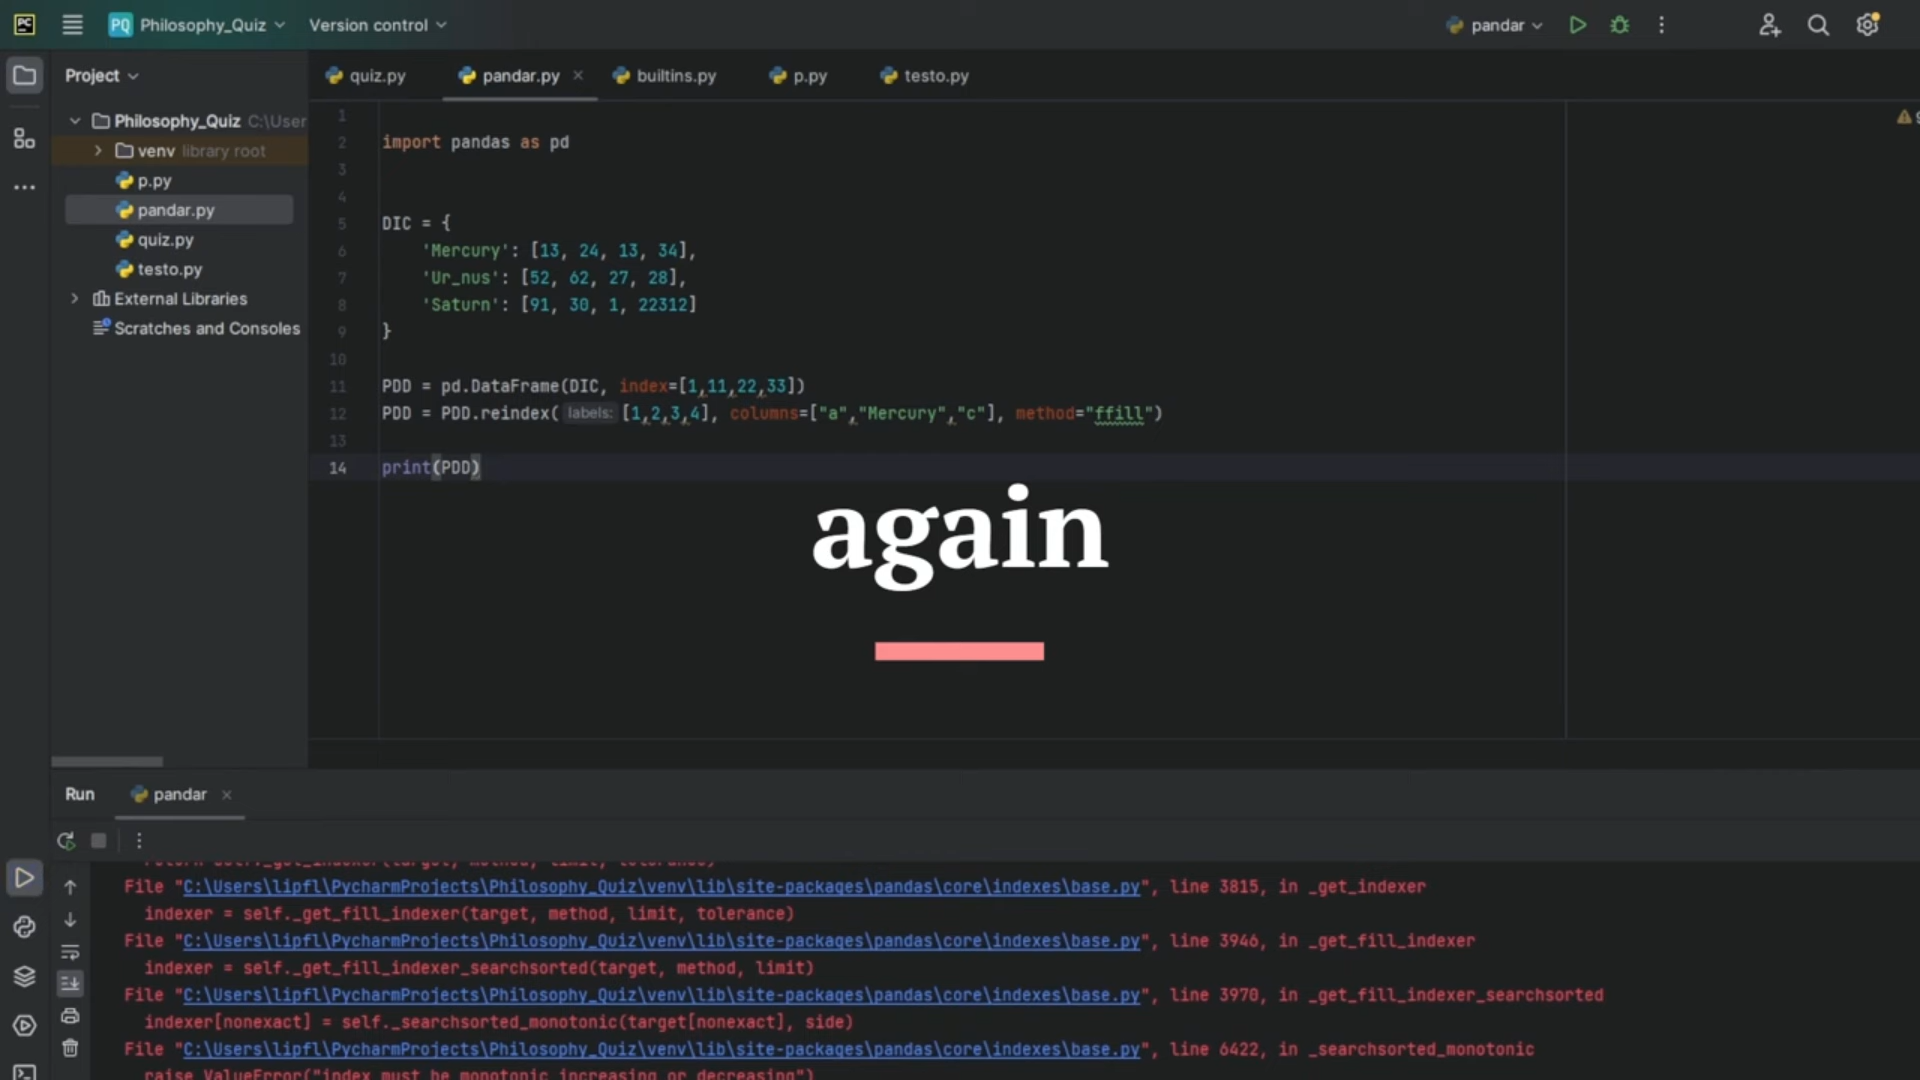 PC PQ Philosophy_Quiz Version control pandar
Project quiz.py pandar.py builtins.py p.py testo.py
Philosophy_Quiz C:\User
venv library root
p.py
pandar.py
quiz.py
testo.py
External Libraries
Scratches and Consoles
1
2 import pandas as pd
3
4
5 DIC = {
6 'Mercury': [13, 24, 13, 34],
7 'Ur_nus': [52, 62, 27, 28],
8 'Saturn': [91, 30, 1, 22312]
9 }
10
11 PDD = pd.DataFrame(DIC, index=[1,11,22,33])
12 PDD = PDD.reindex( labels: [1,2,3,4], columns=["a","Mercury","c"], method="ffill")
13
14 print(PDD)
again
Run pandar
return self._get_indexer(target, method, limit, tolerance)
File "C:\Users\lipfl\PycharmProjects\Philosophy_Quiz\venv\lib\site-packages\pandas\core\indexes\base.py", line 3815, in _get_indexer
indexer = self._get_fill_indexer(target, method, limit, tolerance)
File "C:\Users\lipfl\PycharmProjects\Philosophy_Quiz\venv\lib\site-packages\pandas\core\indexes\base.py", line 3946, in _get_fill_indexer
indexer = self._get_fill_indexer_searchsorted(target, method, limit)
File "C:\Users\lipfl\PycharmProjects\Philosophy_Quiz\venv\lib\site-packages\pandas\core\indexes\base.py", line 3970, in _get_fill_indexer_searchsorted
indexer[nonexact] = self._searchsorted_monotonic(target[nonexact], side)
File "C:\Users\lipfl\PycharmProjects\Philosophy_Quiz\venv\lib\site-packages\pandas\core\indexes\base.py", line 6422, in _searchsorted_monotonic
raise ValueError("index must be monotonic increasing or decreasing")